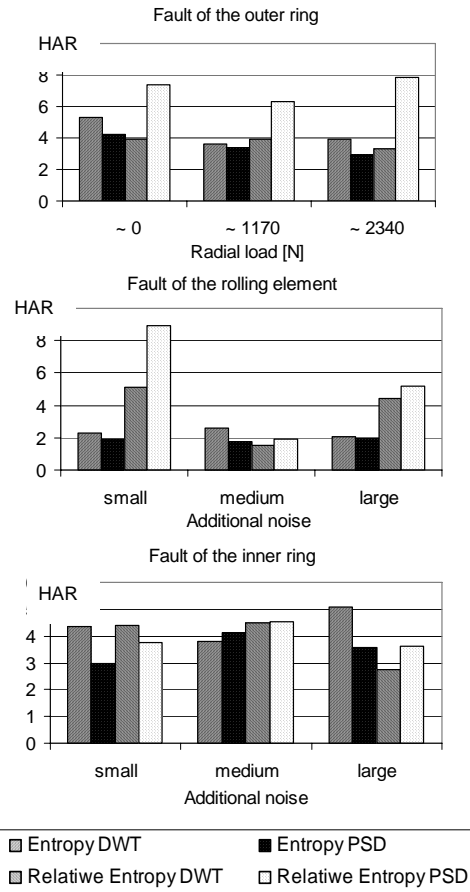 Fault of the outer ring
HAR
8
6
4
2
0
~ 0 ~ 1170 ~ 2340
Radial load [N]
Fault of the rolling element
HAR
8
6
4
2
0
small medium large
Additional noise
Fault of the inner ring
HAR
4
3
2
1
0
small medium large
Additional noise
Entropy DWT Entropy PSD
Relatiwe Entropy DWT Relatiwe Entropy PSD